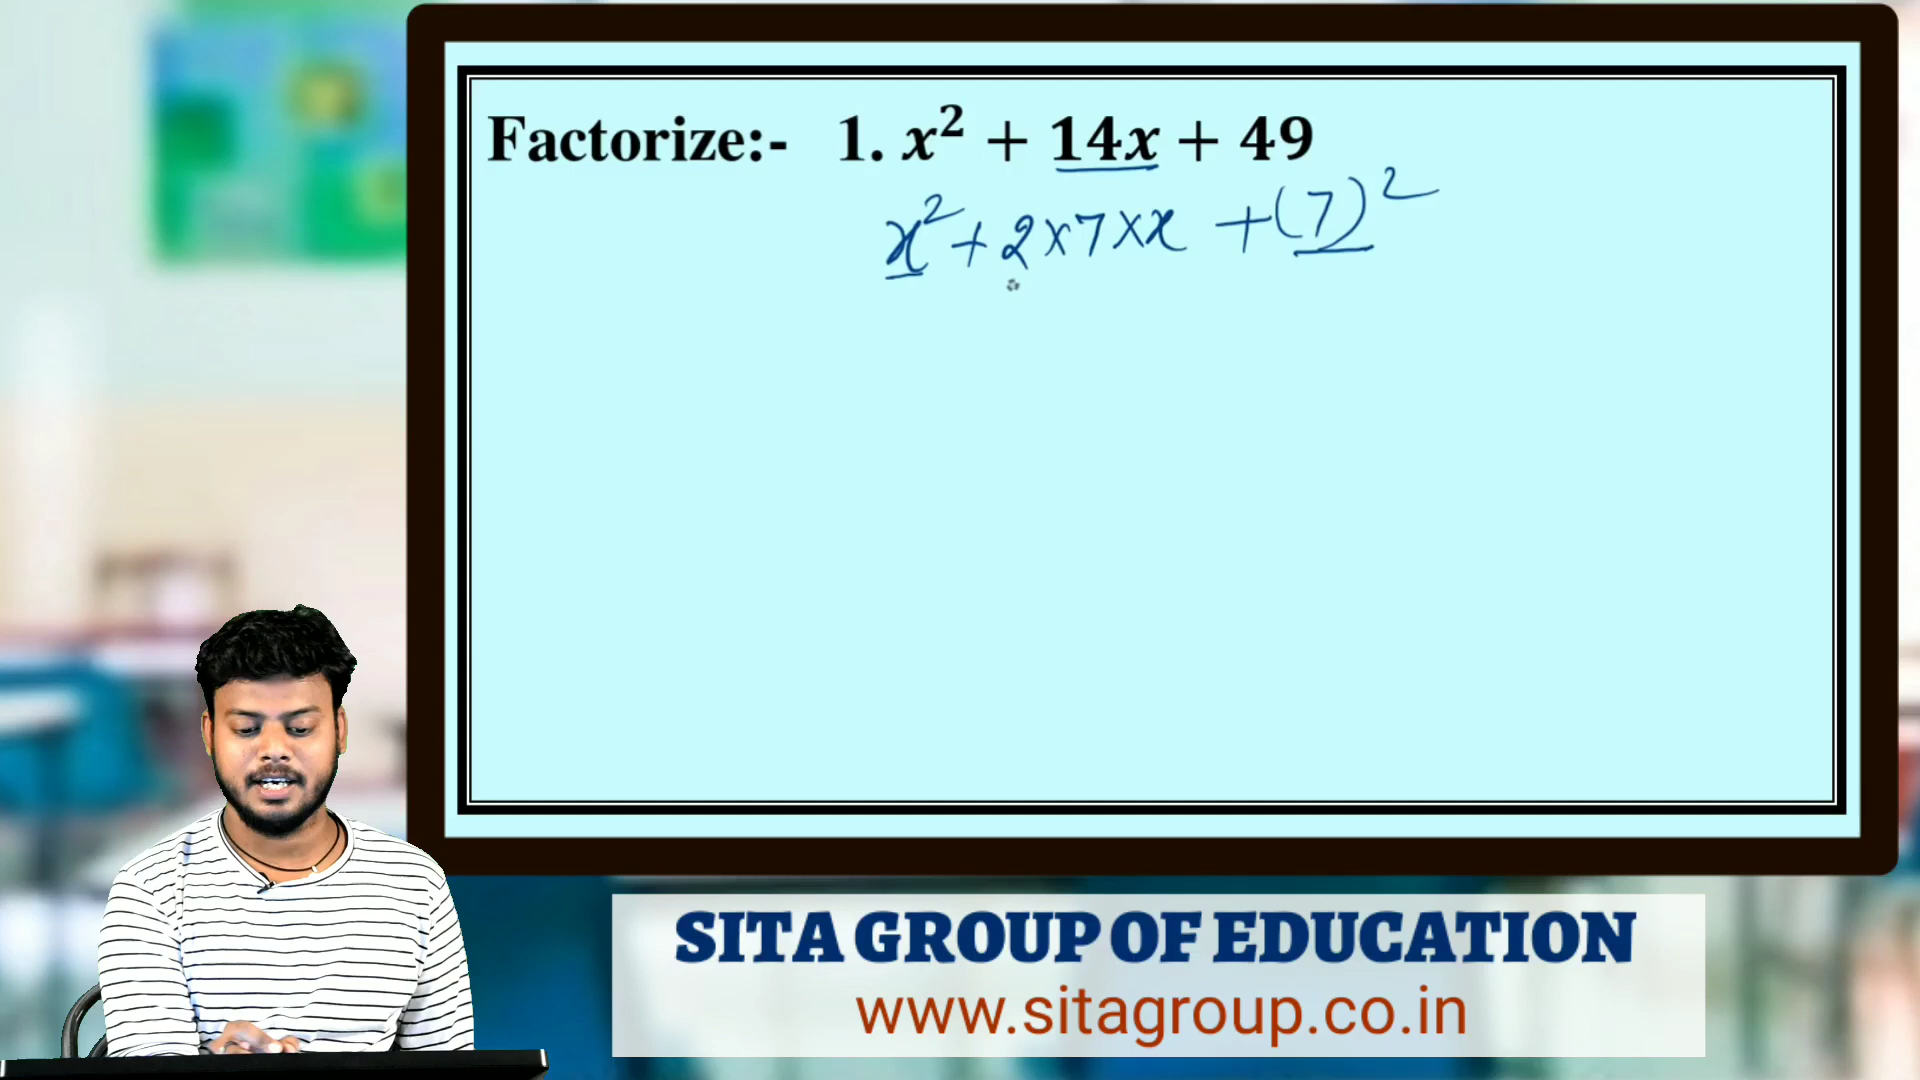 Factorize:- 1. x² + 14x + 49
x² + 2 × 7 × x + (7)²
SITA GROUP OF EDUCATION
www.sitagroup.co.in